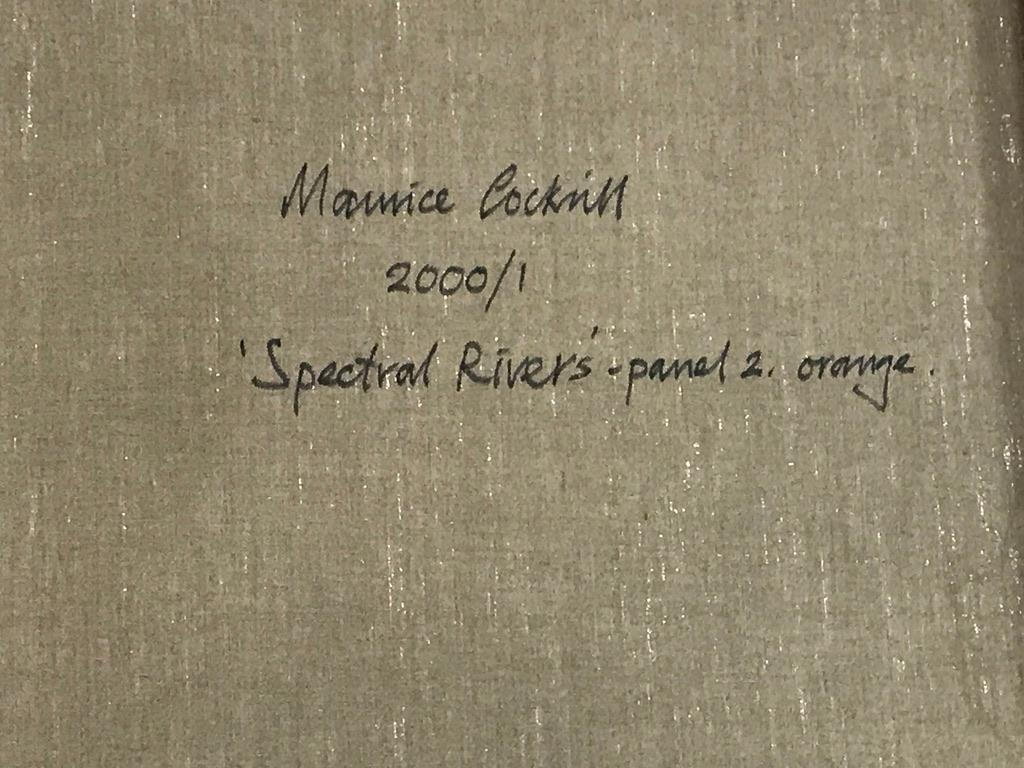 Maurice Cockrill
2000/1
'Spectral Rivers' - panel 2. orange.